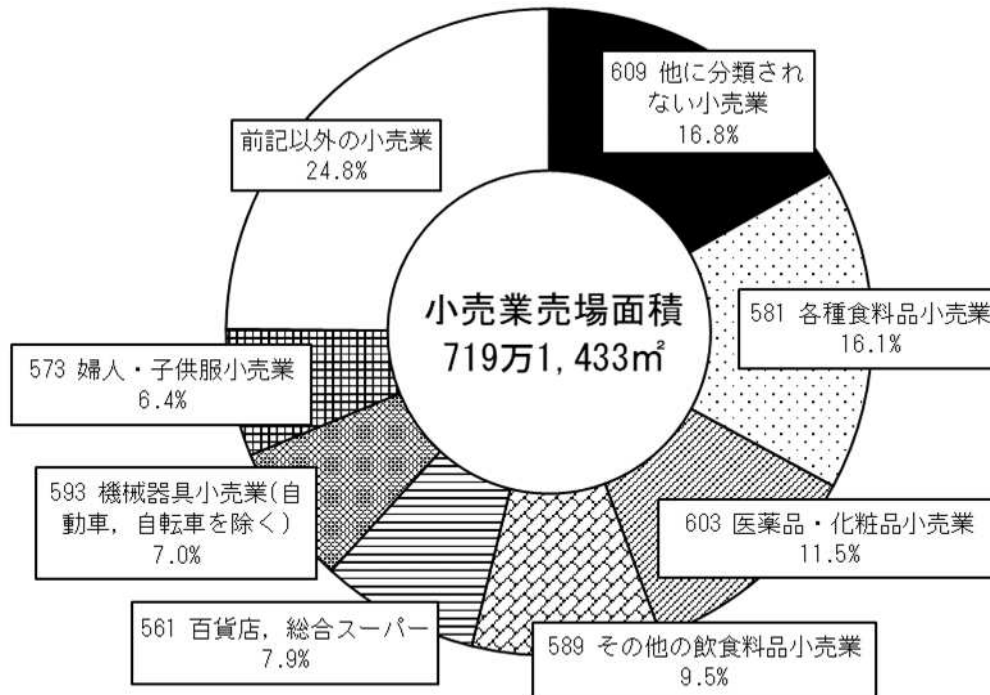 609 他に分類され
ない小売業
16.8%
前記以外の小売業
24.8%
小売業売場面積
719万1,433㎡
581 各種食料品小売業
16.1%
573 婦人・子供服小売業
6.4%
593 機械器具小売業(自
動車，自転車を除く)
7.0%
603 医薬品・化粧品小売業
11.5%
561 百貨店，総合スーパー
7.9%
589 その他の飲食料品小売業
9.5%